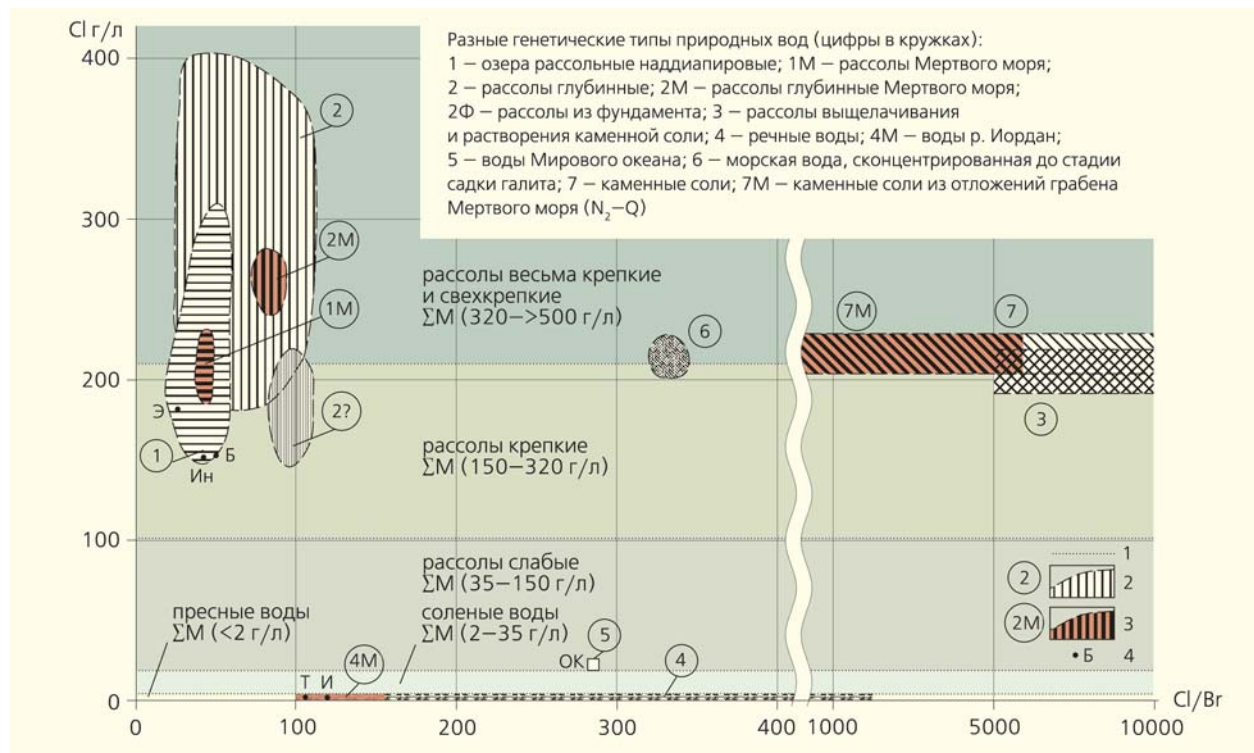 Cl г/л
400
300
200
100
0
Разные генетические типы природных вод (цифры в кружках):
1 – озера рассольные наддиапировые; 1М – рассолы Мертвого моря;
2 – рассолы глубинные; 2М – рассолы глубинные Мертвого моря;
2Ф – рассолы из фундамента; 3 – рассолы выщелачивания
и растворения каменной соли; 4 – речные воды; 4М – воды р. Иордан;
5 – воды Мирового океана; 6 – морская вода, сконцентрированная до стадии
садки галита; 7 – каменные соли; 7М – каменные соли из отложений грабена
Мертвого моря (N₂–Q)
2
2М
1М
рассолы весьма крепкие
и свехкрепкие
ΣМ (320–>500 г/л)
6
7М
7
Э
2?
3
1
Б
Ин
рассолы крепкие
ΣМ (150–320 г/л)
рассолы слабые
ΣМ (35–150 г/л)
пресные воды
ΣМ (<2 г/л)
соленые воды
ΣМ (2–35 г/л)
ОК
5
4М
4
Т И
1
2
2
2М
3
Б
4
0
100
200
300
400
1000
5000
10000
Cl/Br